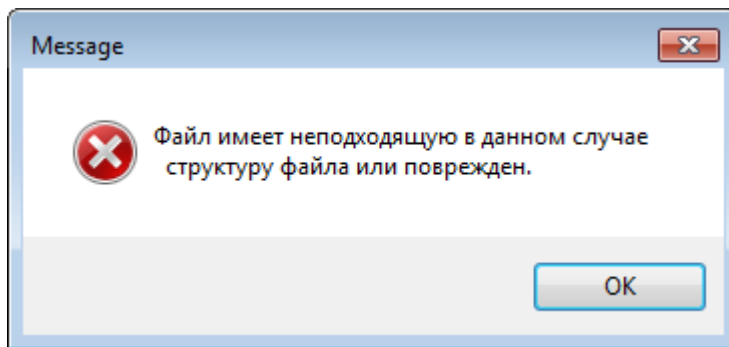 Message
Файл имеет неподходящую в данном случае
структуру файла или поврежден.
OK